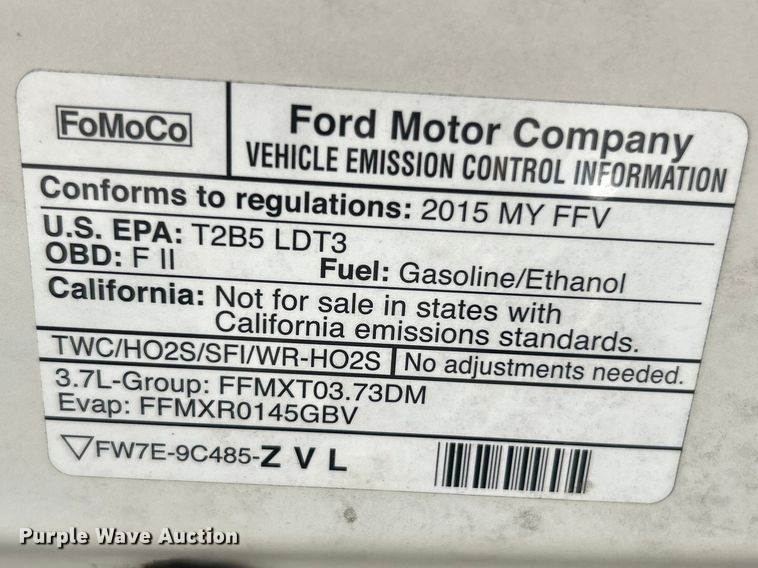 FoMoCo
Ford Motor Company
VEHICLE EMISSION CONTROL INFORMATION
Conforms to regulations: 2015 MY FFV
U.S. EPA: T2B5 LDT3
OBD: F II
Fuel: Gasoline/Ethanol
California: Not for sale in states with
California emissions standards.
TWC/HO2S/SFI/WR-HO2S
No adjustments needed.
3.7L-Group: FFMXT03.73DM
Evap: FFMXR0145GBV
FW7E-9C485-Z V L
Purple Wave Auction